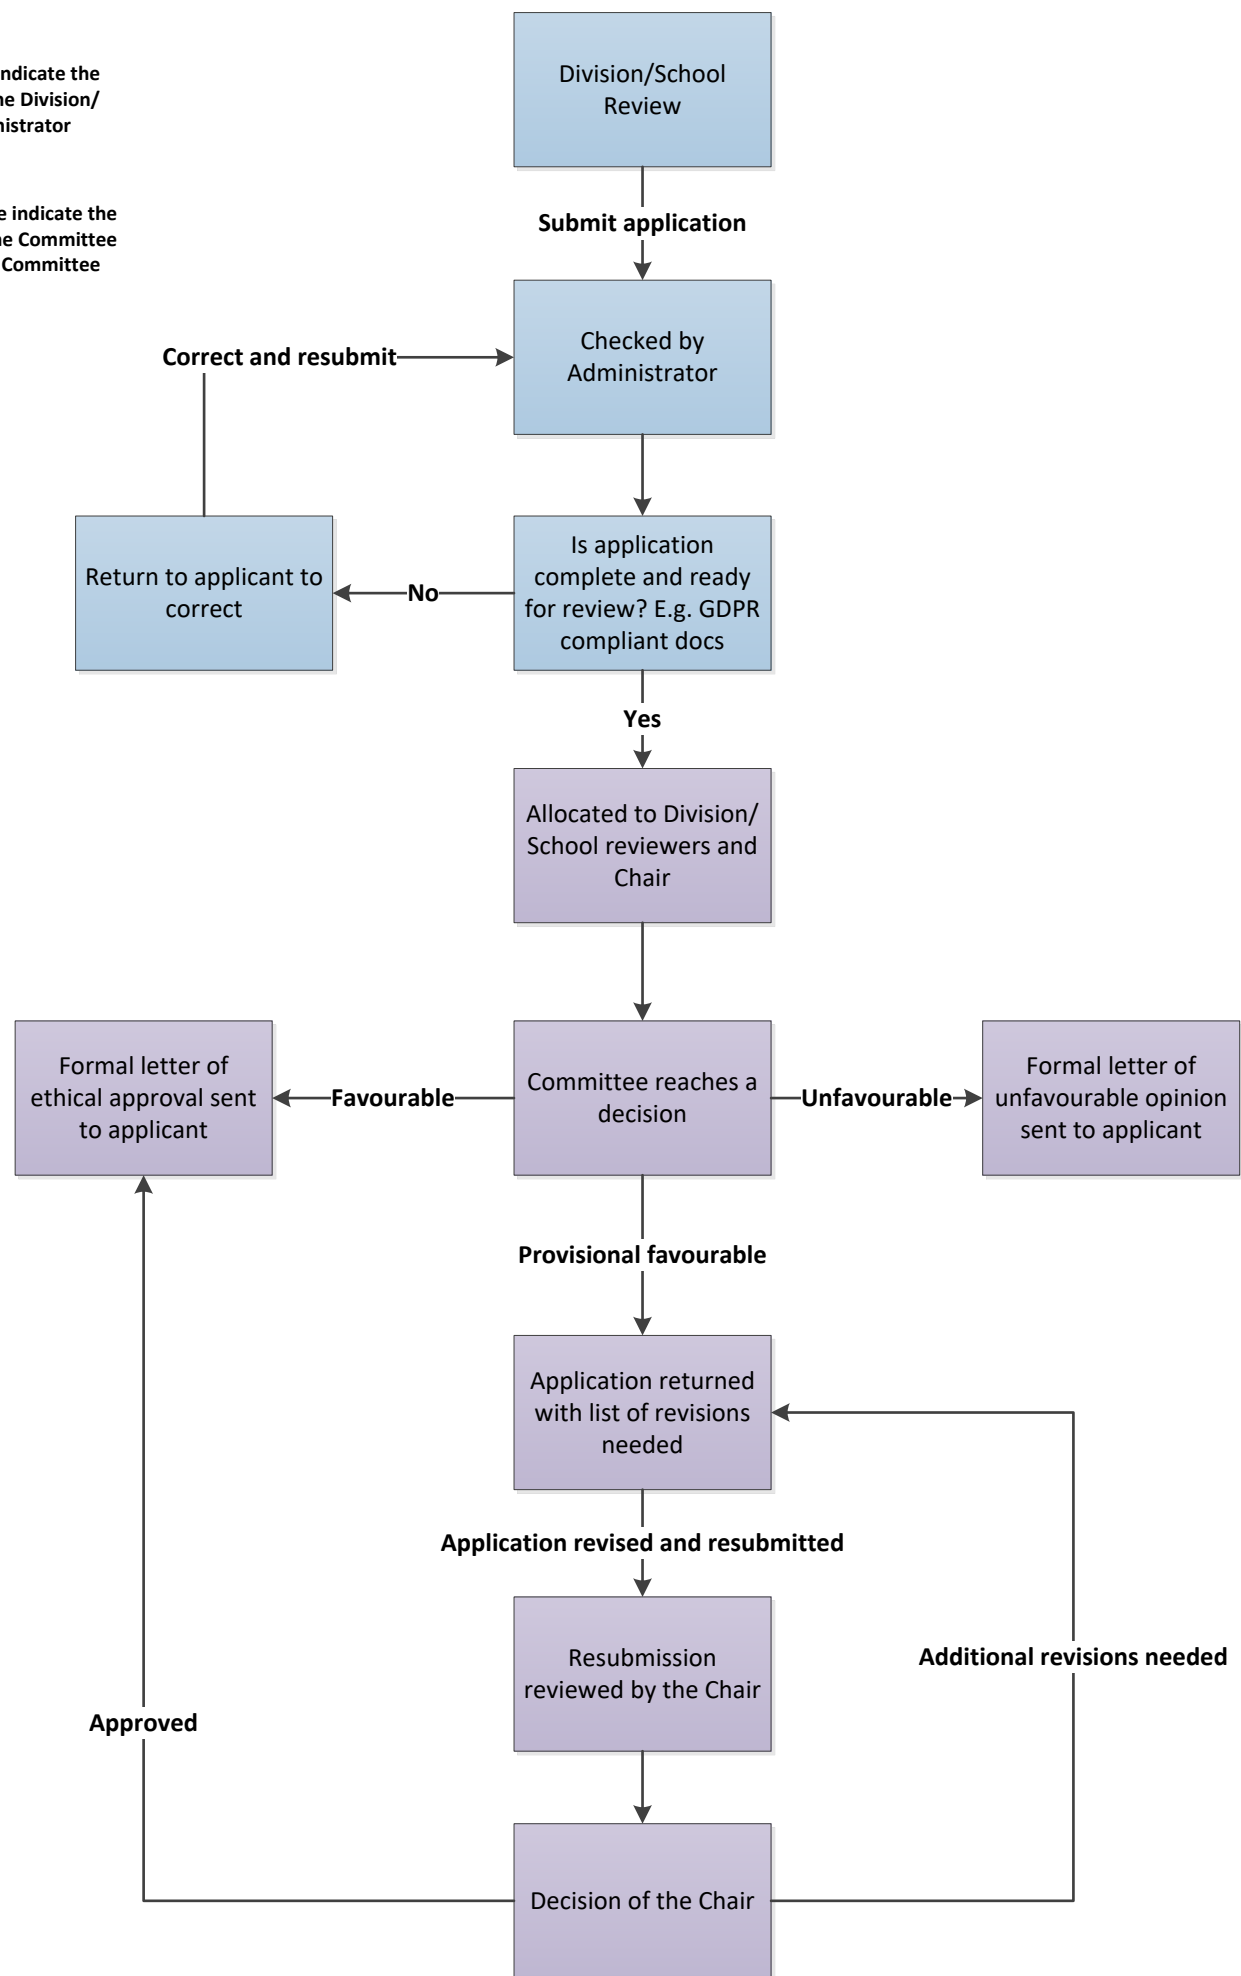 Division/School
Review
indicate the
he Division/
nistrator
e indicate the
he Committee
Committee
Submit application
Checked by
Administrator
Correct and resubmit
Return to applicant to
correct
No
Is application
complete and ready
for review? E.g. GDPR
compliant docs
Yes
Allocated to Division/
School reviewers and
Chair
Formal letter of
ethical approval sent
to applicant
Favourable
Committee reaches a
decision
Unfavourable
Formal letter of
unfavourable opinion
sent to applicant
Provisional favourable
Application returned
with list of revisions
needed
Application revised and resubmitted
Resubmission
reviewed by the Chair
Additional revisions needed
Approved
Decision of the Chair